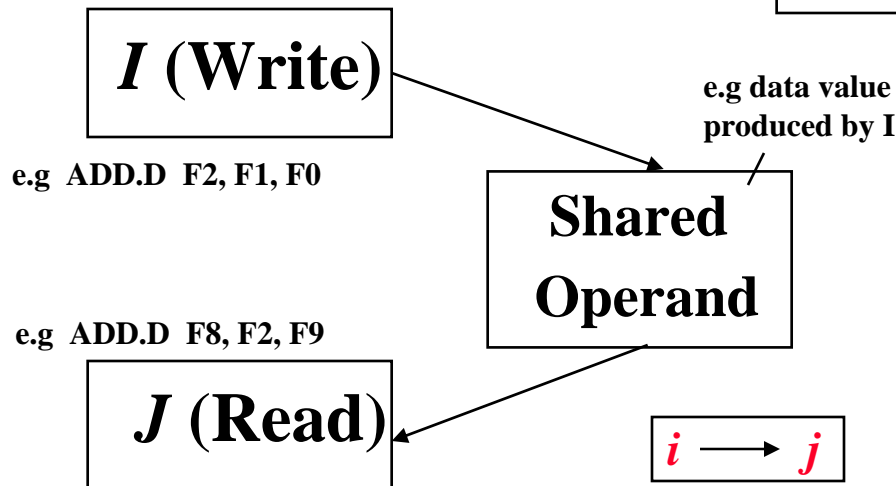 I (Write)
e.g data value
produced by I
e.g ADD.D F2, F1, F0
Shared
Operand
e.g ADD.D F8, F2, F9
J (Read)
i j